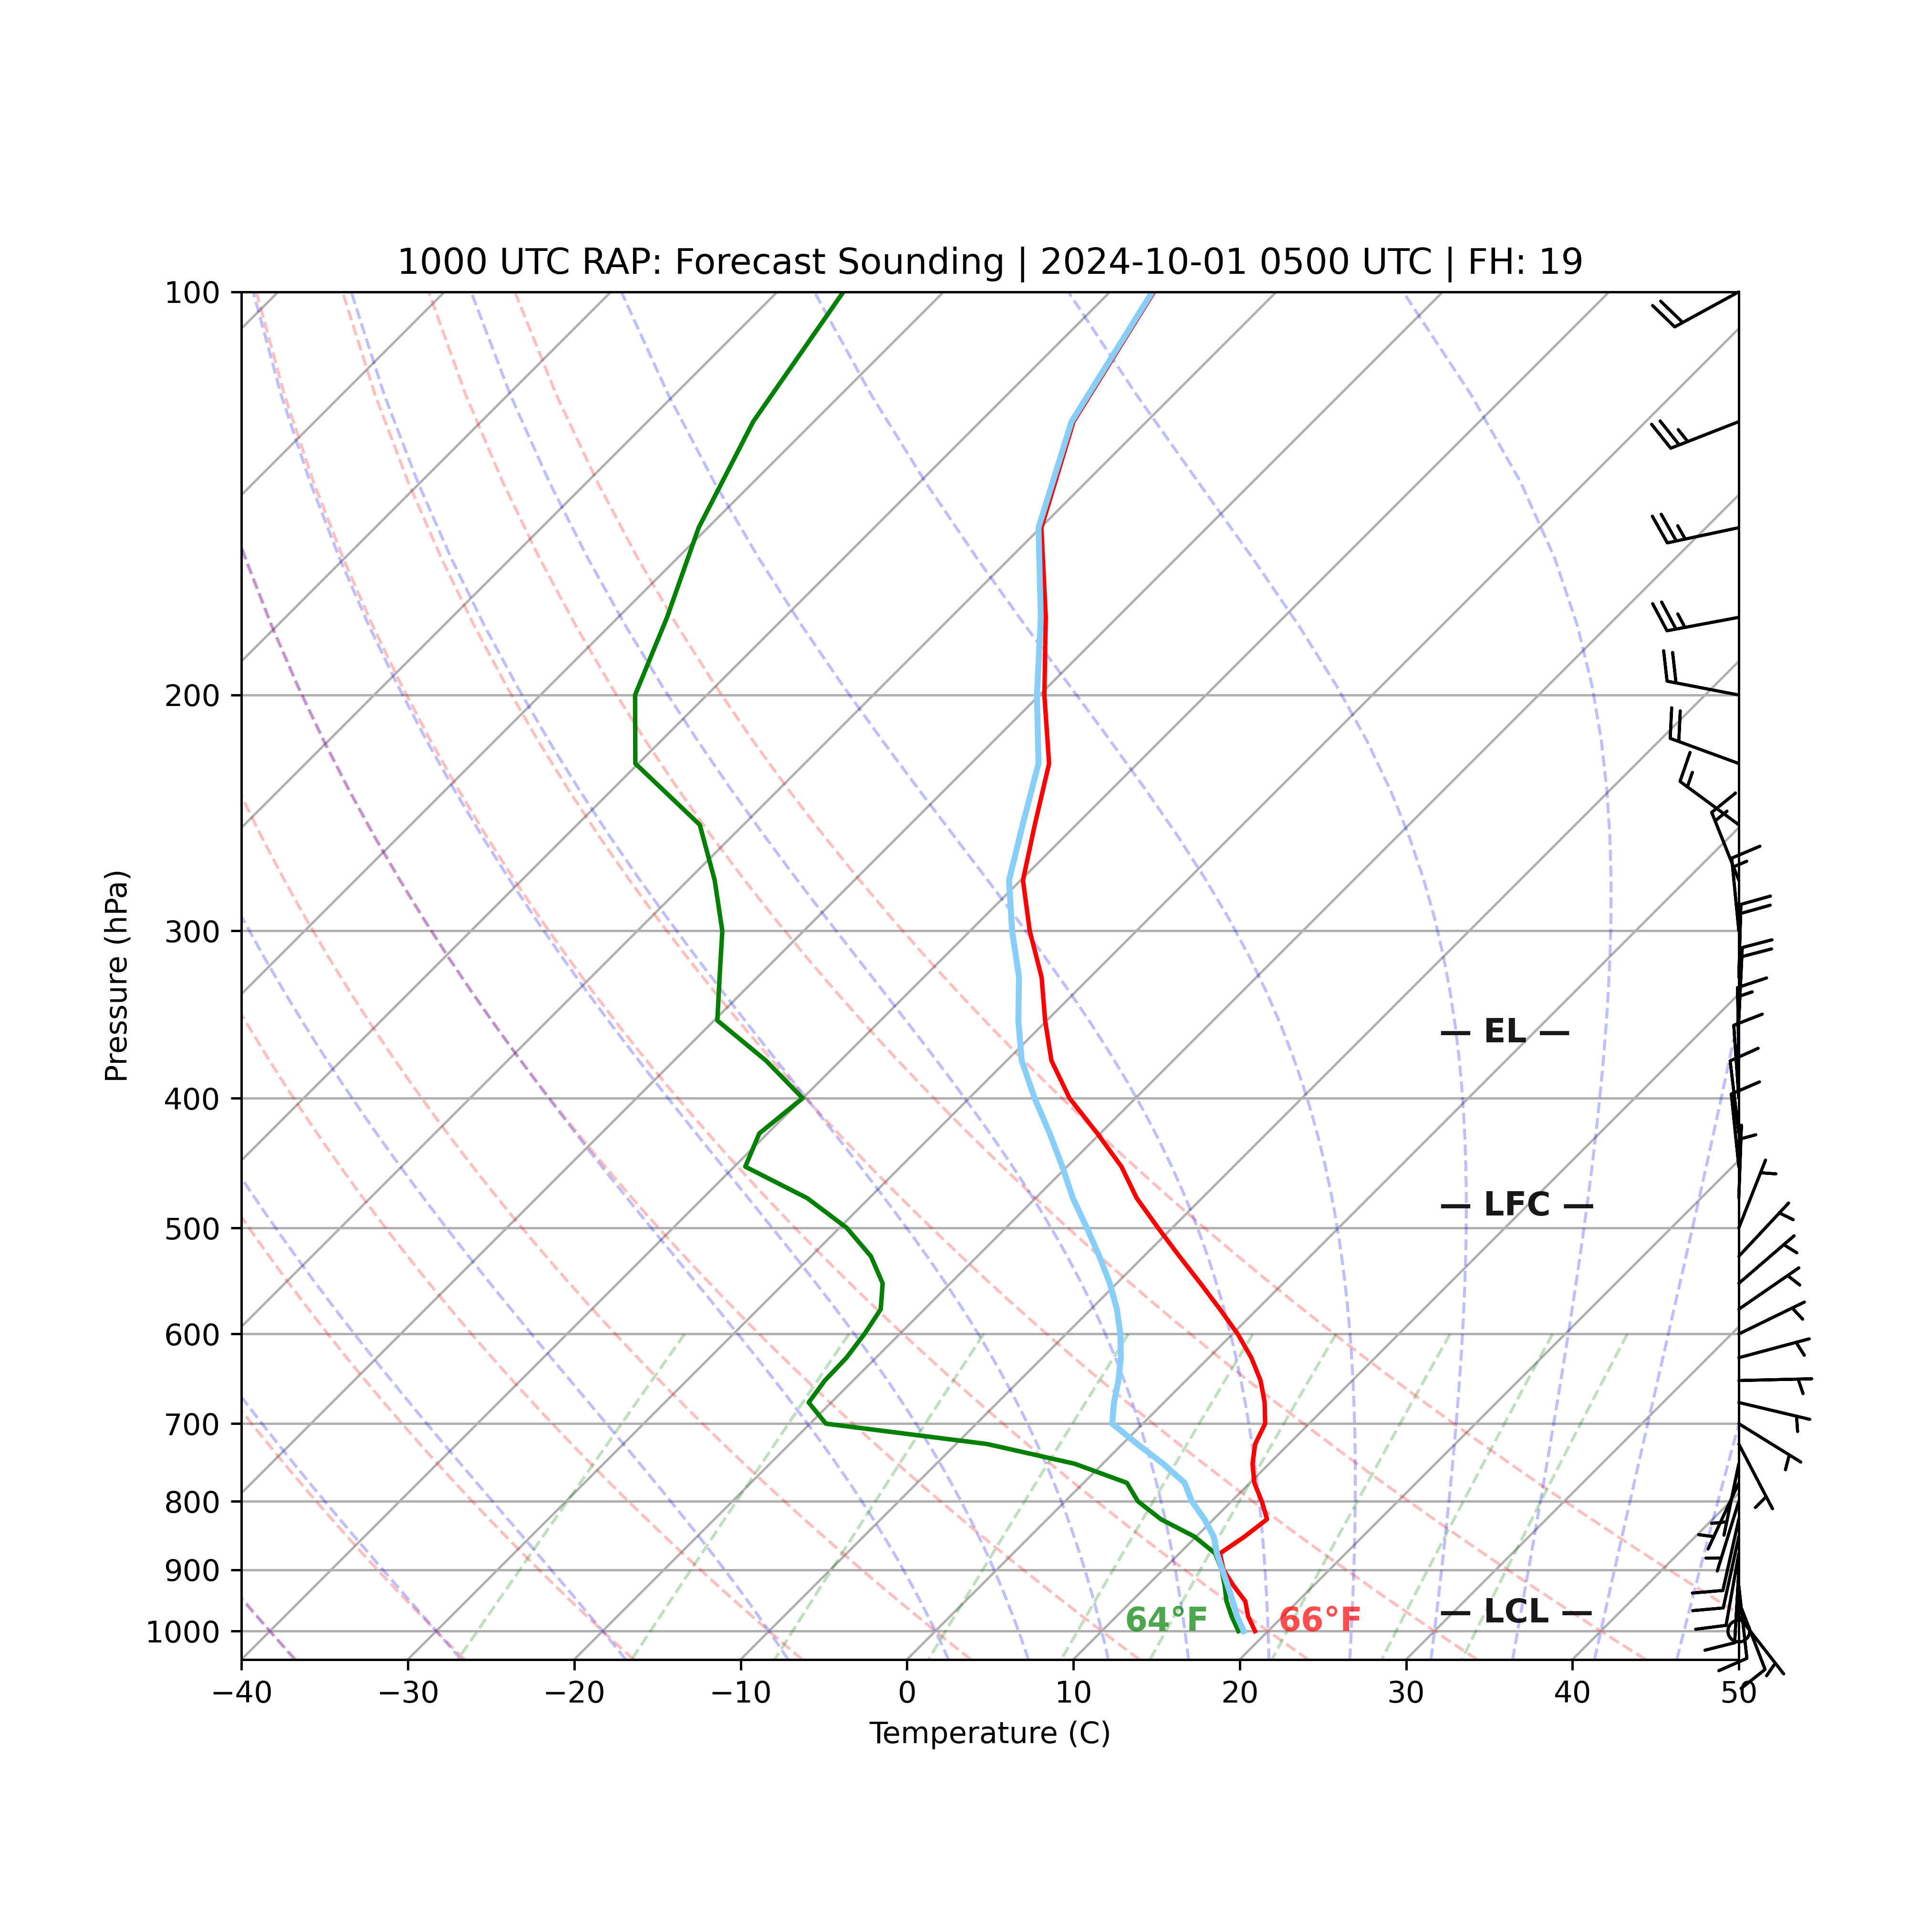 1000 UTC RAP: Forecast Sounding | 2024-10-01 0500 UTC | FH: 19
100
200
300
400
500
600
700
800
900
1000
Pressure (hPa)
— EL —
— LFC —
— LCL —
64°F 66°F
−40 −30 −20 −10 0 10 20 30 40 50
Temperature (C)